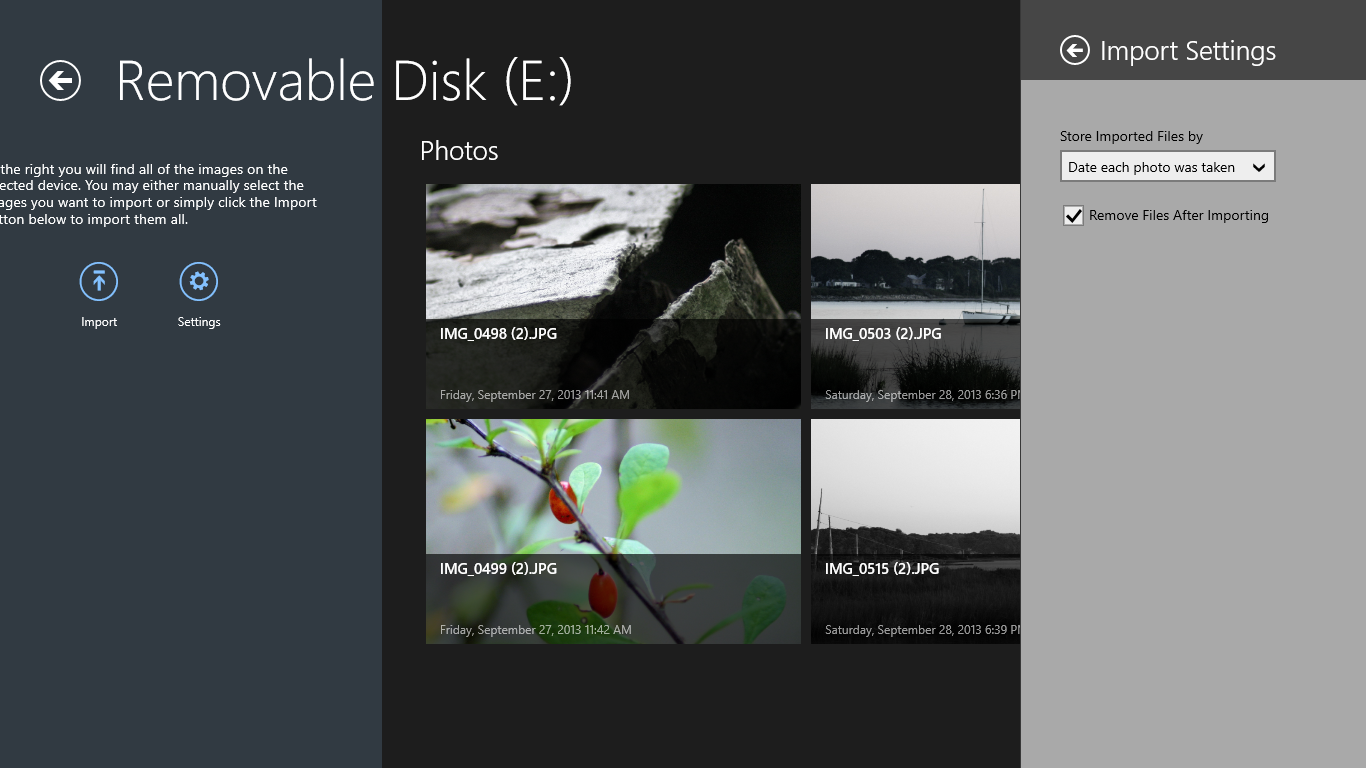 Removable Disk (E:)
the right you will find all of the images on the
ected device. You may either manually select the
ages you want to import or simply click the Import
tton below to import them all.
Import
Settings
Photos
IMG_0498 (2).JPG
Friday, September 27, 2013 11:41 AM
IMG_0503 (2).JPG
Saturday, September 28, 2013 6:36 P
IMG_0499 (2).JPG
Friday, September 27, 2013 11:42 AM
IMG_0515 (2).JPG
Saturday, September 28, 2013 6:39 P
Import Settings
Store Imported Files by
Date each photo was taken
Remove Files After Importing